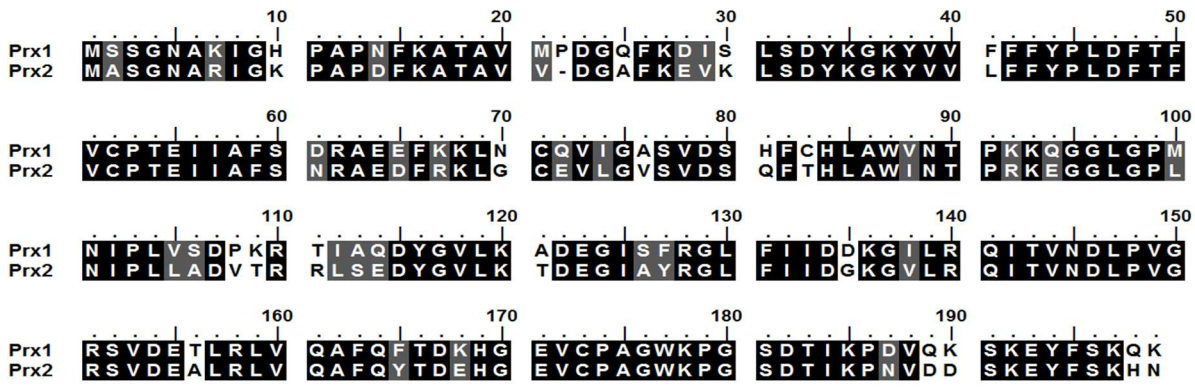 10 20 30 40 50
Prx1 MSSGNAKIGH PAPNFKATAV MPDGQFKDIS LSDYKGKYVV FFFYPLDFTF
Prx2 MASGNARIGK PAPDFKATAV V-DGAFKEVK LSDYKGKYVV LFFYPLDFTF
60 70 80 90 100
Prx1 VCPTEIIAFS DRAEEFKKLN CQVIGASVDS HFCHLAWVNT PKKQGGLGPM
Prx2 VCPTEIIAFS NRAEDFRKLG CEVLGVSVDS QFTHLAWINT PRKEGGLGPL
110 120 130 140 150
Prx1 NIPLVSDPKR TIAQDYGVLK ADEGISFRGL FIIDDKGILR QITVNDLPVG
Prx2 NIPLLADVTR RLSEDYGVLK TDEGIAYRGL FIIDGKGVLR QITVNDLPVG
160 170 180 190
Prx1 RSVDETLRLV QAFQFTDKHG EVCPAGWKPG SDTIKPDVQK SKEYFSKQK
Prx2 RSVDEALRLV QAFQYTDEHG EVCPAGWKPG SDTIKPNVDD SKEYFSKHN